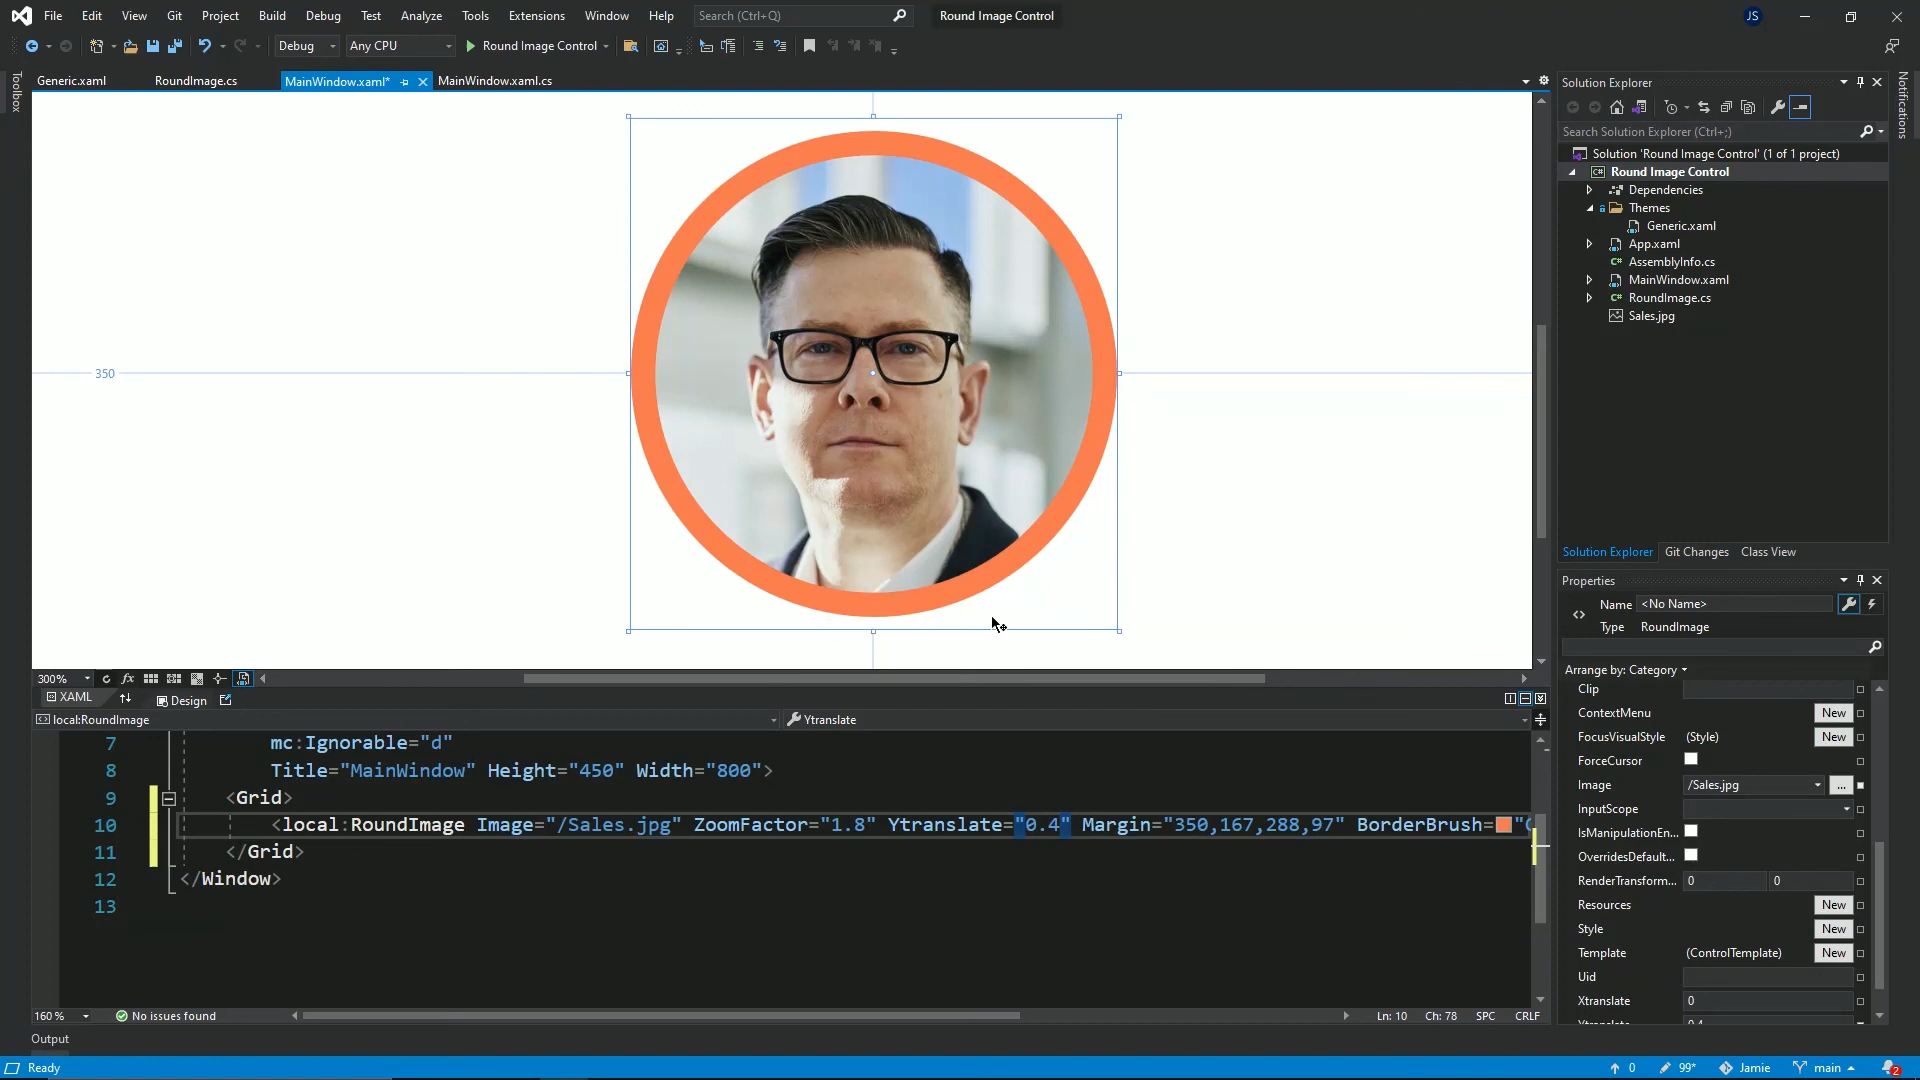 File Edit View Git Project Build Debug Test Analyze Tools Extensions Window Help Search (Ctrl+Q) Round Image Control JS
Debug Any CPU Round Image Control
Toolbox
Generic.xaml RoundImage.cs MainWindow.xaml* MainWindow.xaml.cs
350
300% fx
XAML Design
local:RoundImage Ytranslate
7 mc:Ignorable="d"
8 Title="MainWindow" Height="450" Width="800">
9 <Grid>
10 <local:RoundImage Image="/Sales.jpg" ZoomFactor="1.8" Ytranslate="0.4" Margin="350,167,288,97" BorderBrush="
11 </Grid>
12 </Window>
13
160 % No issues found Ln: 10 Ch: 78 SPC CRLF
Output
Solution Explorer
Search Solution Explorer (Ctrl+;)
Solution 'Round Image Control' (1 of 1 project)
C# Round Image Control
Dependencies
Themes
Generic.xaml
App.xaml
C# AssemblyInfo.cs
MainWindow.xaml
C# RoundImage.cs
Sales.jpg
Solution Explorer Git Changes Class View
Properties
Name <No Name>
Type RoundImage
Arrange by: Category
Clip
ContextMenu New
FocusVisualStyle (Style) New
ForceCursor
Image /Sales.jpg ...
InputScope
IsManipulationEn...
OverridesDefault...
RenderTransform... 0 0
Resources New
Style New
Template (ControlTemplate) New
Uid
Xtranslate 0
Ytranslate 0.4
Notifications
Ready 0 99* Jamie main 2